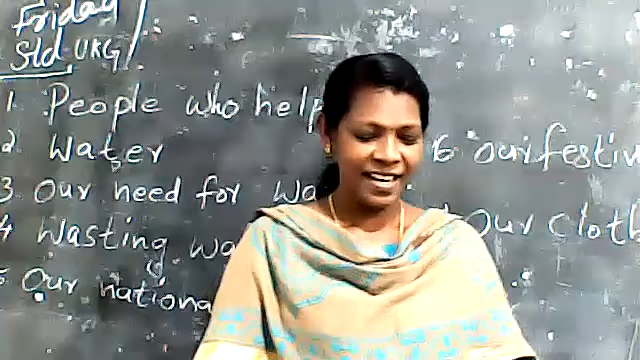 Friday
Std UKG
1. People who help
2 Water
3 Our need for wa
4 Wasting wa
5 Our nationa
6 our festiv
Our cloth